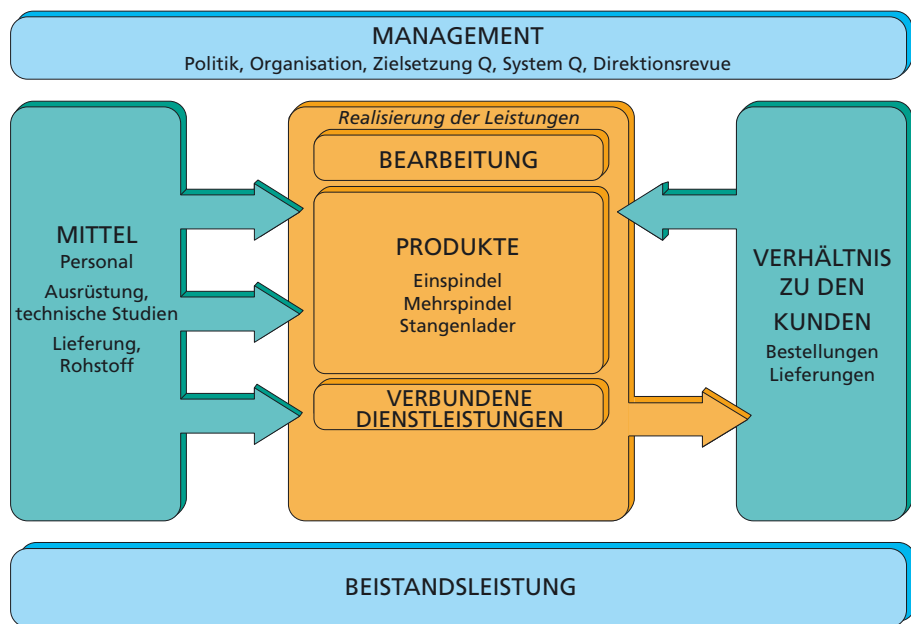 MANAGEMENT
Politik, Organisation, Zielsetzung Q, System Q, Direktionsrevue
MITTEL
Personal
Ausrüstung,
technische Studien
Lieferung,
Rohstoff
Realisierung der Leistungen
BEARBEITUNG
PRODUKTE
Einspindel
Mehrspindel
Stangenlader
VERBUNDENE
DIENSTLEISTUNGEN
VERHÄLTNIS
ZU DEN
KUNDEN
Bestellungen
Lieferungen
BEISTANDSLEISTUNG